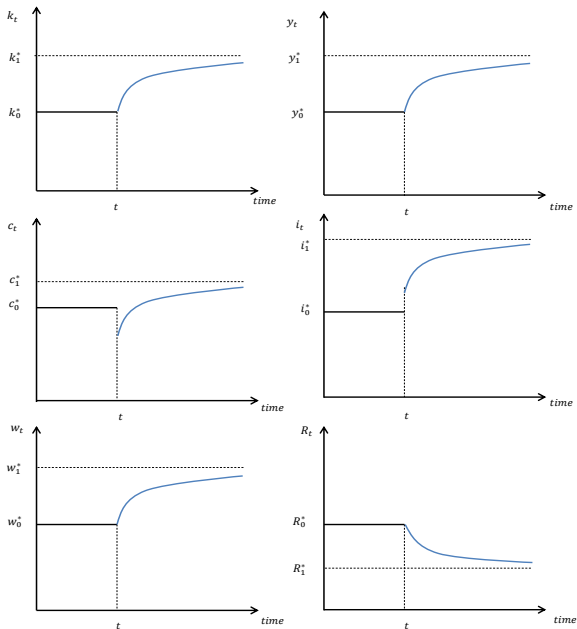 k_t
k_1^*
k_0^*
t
time
y_t
y_1^*
y_0^*
t
time
c_t
c_1^*
c_0^*
t
time
i_t
i_1^*
i_0^*
t
time
w_t
w_1^*
w_0^*
t
time
R_t
R_0^*
R_1^*
t
time